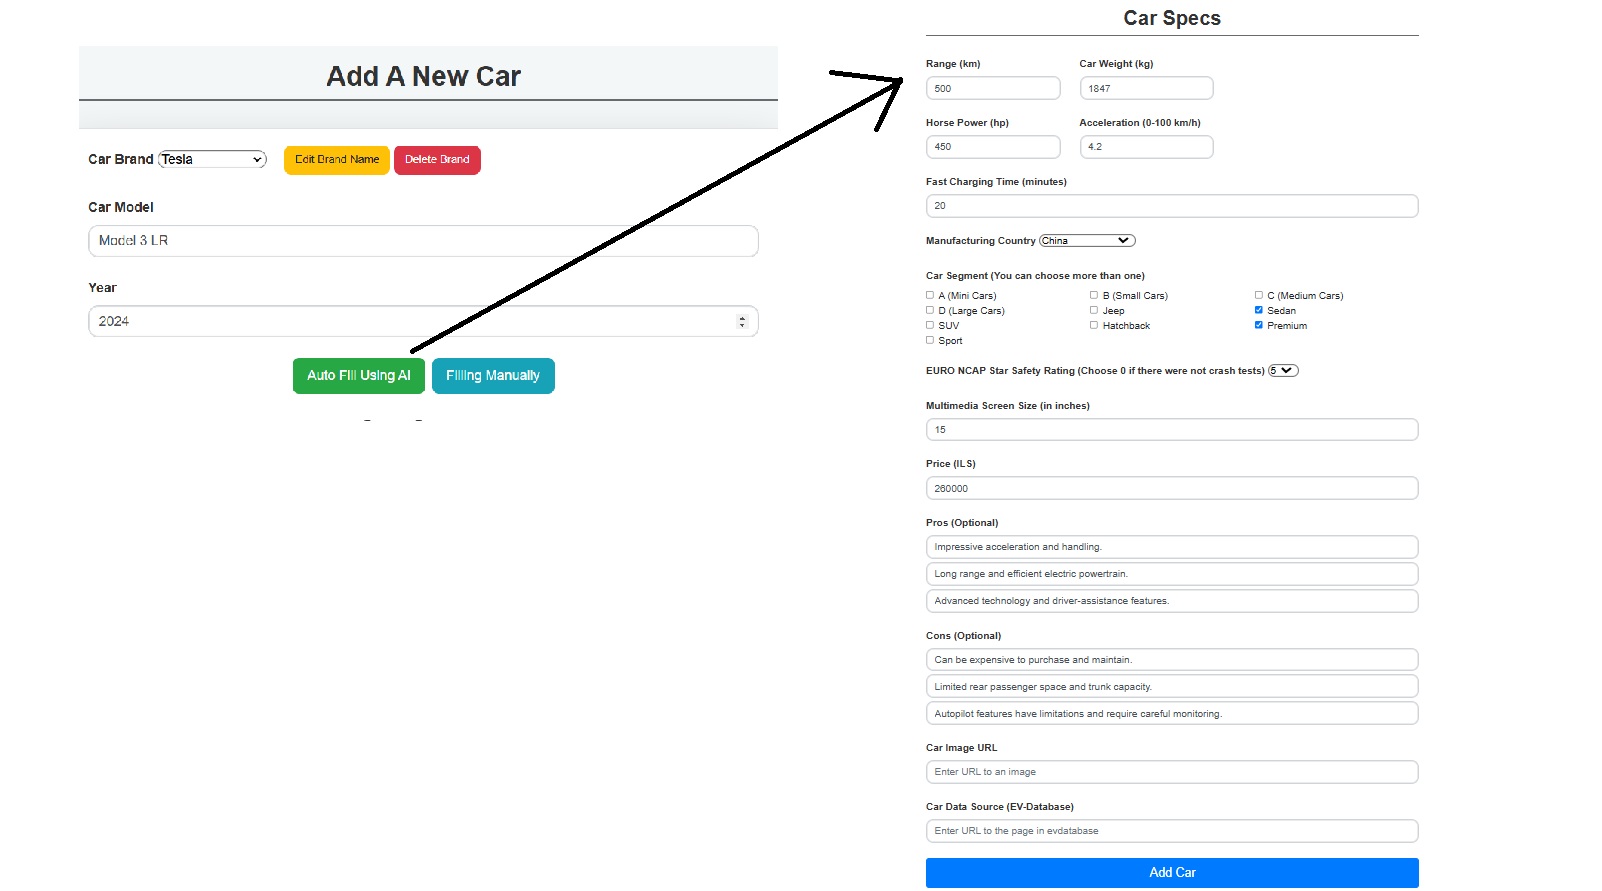 Add A New Car
Car Brand Tesla Edit Brand Name Delete Brand
Car Model
Model 3 LR
Year
2024
Auto Fill Using AI Filling Manually
Car Specs
Range (km) Car Weight (kg)
500 1847
Horse Power (hp) Acceleration (0-100 km/h)
450 4.2
Fast Charging Time (minutes)
20
Manufacturing Country China
Car Segment (You can choose more than one)
A (Mini Cars) B (Small Cars) C (Medium Cars)
D (Large Cars) Jeep Sedan
SUV Hatchback Premium
Sport
EURO NCAP Star Safety Rating (Choose 0 if there were not crash tests) 5
Multimedia Screen Size (in inches)
15
Price (ILS)
260000
Pros (Optional)
Impressive acceleration and handling.
Long range and efficient electric powertrain.
Advanced technology and driver-assistance features.
Cons (Optional)
Can be expensive to purchase and maintain.
Limited rear passenger space and trunk capacity.
Autopilot features have limitations and require careful monitoring.
Car Image URL
Enter URL to an image
Car Data Source (EV-Database)
Enter URL to the page in evdatabase
Add Car